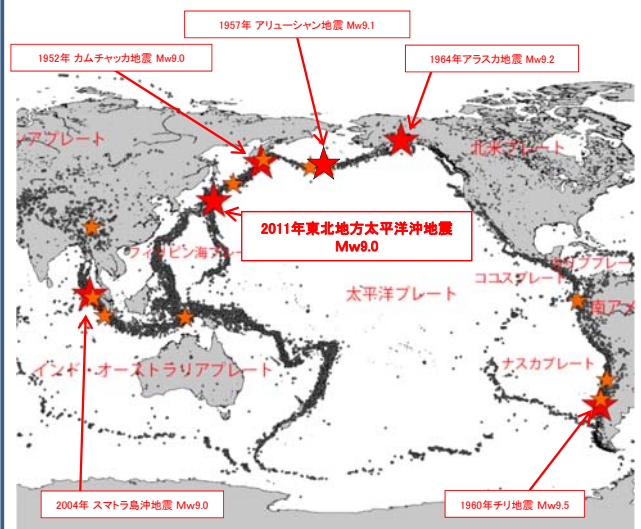 1957年 アリューシャン地震 Mw9.1
1952年 カムチャッカ地震 Mw9.0
1964年アラスカ地震 Mw9.2
プレート
北米プレート
2011年東北地方太平洋沖地震
Mw9.0
フィリピン海プレー
カリブプレー
ココスプレート
太平洋プレート
南アメ
インド・オーストラリアプレート
ナスカプレート
2004年 スマトラ島沖地震 Mw9.0
1960年チリ地震 Mw9.5